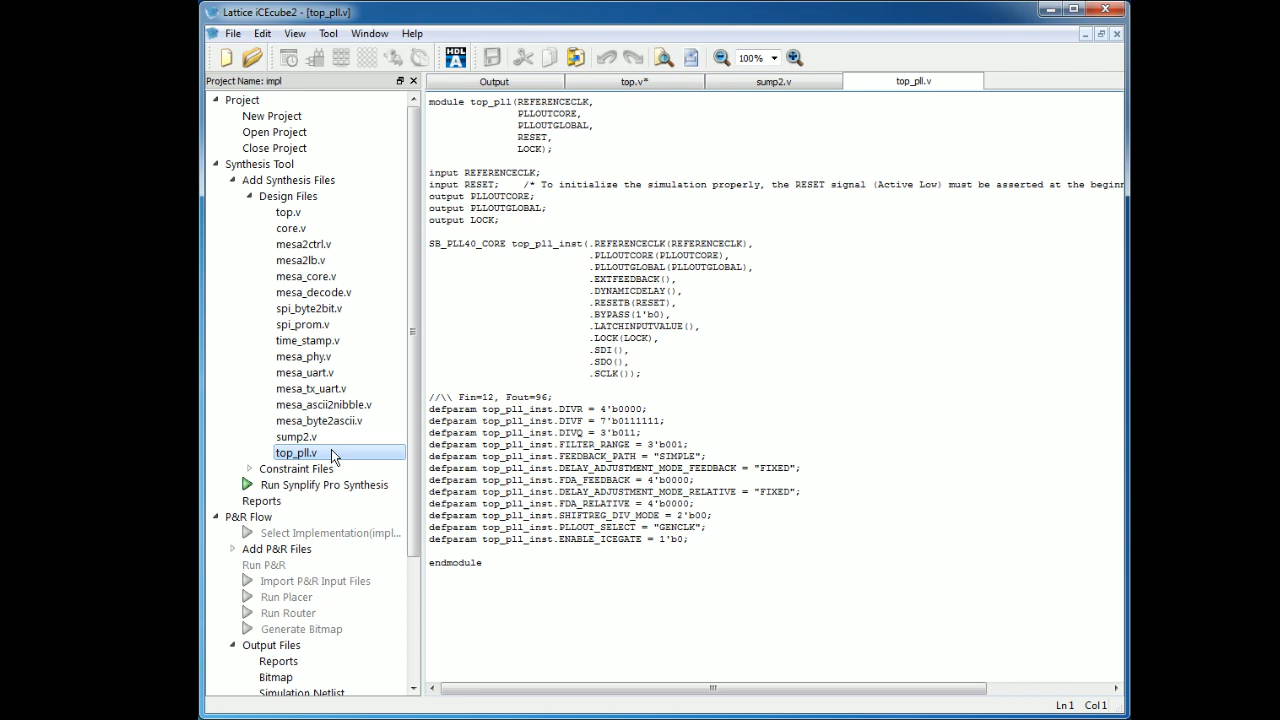 Lattice iCEcube2 - [top_pll.v]
File Edit View Tool Window Help
HDL A 100%
Project Name: impl
Output top.v* sump2.v top_pll.v
Project
New Project
Open Project
Close Project
Synthesis Tool
Add Synthesis Files
Design Files
top.v
core.v
mesa2ctrl.v
mesa2lb.v
mesa_core.v
mesa_decode.v
spi_byte2bit.v
spi_prom.v
time_stamp.v
mesa_phy.v
mesa_uart.v
mesa_tx_uart.v
mesa_ascii2nibble.v
mesa_byte2ascii.v
sump2.v
top_pll.v
Constraint Files
Run Synplify Pro Synthesis
Reports
P&R Flow
Select Implementation(impl...
Add P&R Files
Run P&R
Import P&R Input Files
Run Placer
Run Router
Generate Bitmap
Output Files
Reports
Bitmap
Simulation Netlist
module top_pll(REFERENCECLK,
PLLOUTCORE,
PLLOUTGLOBAL,
RESET,
LOCK);
input REFERENCECLK;
input RESET; /* To initialize the simulation properly, the RESET signal (Active Low) must be asserted at the beginn
output PLLOUTCORE;
output PLLOUTGLOBAL;
output LOCK;
SB_PLL40_CORE top_pll_inst(.REFERENCECLK(REFERENCECLK),
.PLLOUTCORE(PLLOUTCORE),
.PLLOUTGLOBAL(PLLOUTGLOBAL),
.EXTFEEDBACK(),
.DYNAMICDELAY(),
.RESETB(RESET),
.BYPASS(1'b0),
.LATCHINPUTVALUE(),
.LOCK(LOCK),
.SDI(),
.SDO(),
.SCLK());
//\\ Fin=12, Fout=96;
defparam top_pll_inst.DIVR = 4'b0000;
defparam top_pll_inst.DIVF = 7'b0111111;
defparam top_pll_inst.DIVQ = 3'b011;
defparam top_pll_inst.FILTER_RANGE = 3'b001;
defparam top_pll_inst.FEEDBACK_PATH = "SIMPLE";
defparam top_pll_inst.DELAY_ADJUSTMENT_MODE_FEEDBACK = "FIXED";
defparam top_pll_inst.FDA_FEEDBACK = 4'b0000;
defparam top_pll_inst.DELAY_ADJUSTMENT_MODE_RELATIVE = "FIXED";
defparam top_pll_inst.FDA_RELATIVE = 4'b0000;
defparam top_pll_inst.SHIFTREG_DIV_MODE = 2'b00;
defparam top_pll_inst.PLLOUT_SELECT = "GENCLK";
defparam top_pll_inst.ENABLE_ICEGATE = 1'b0;
endmodule
Ln 1 Col 1